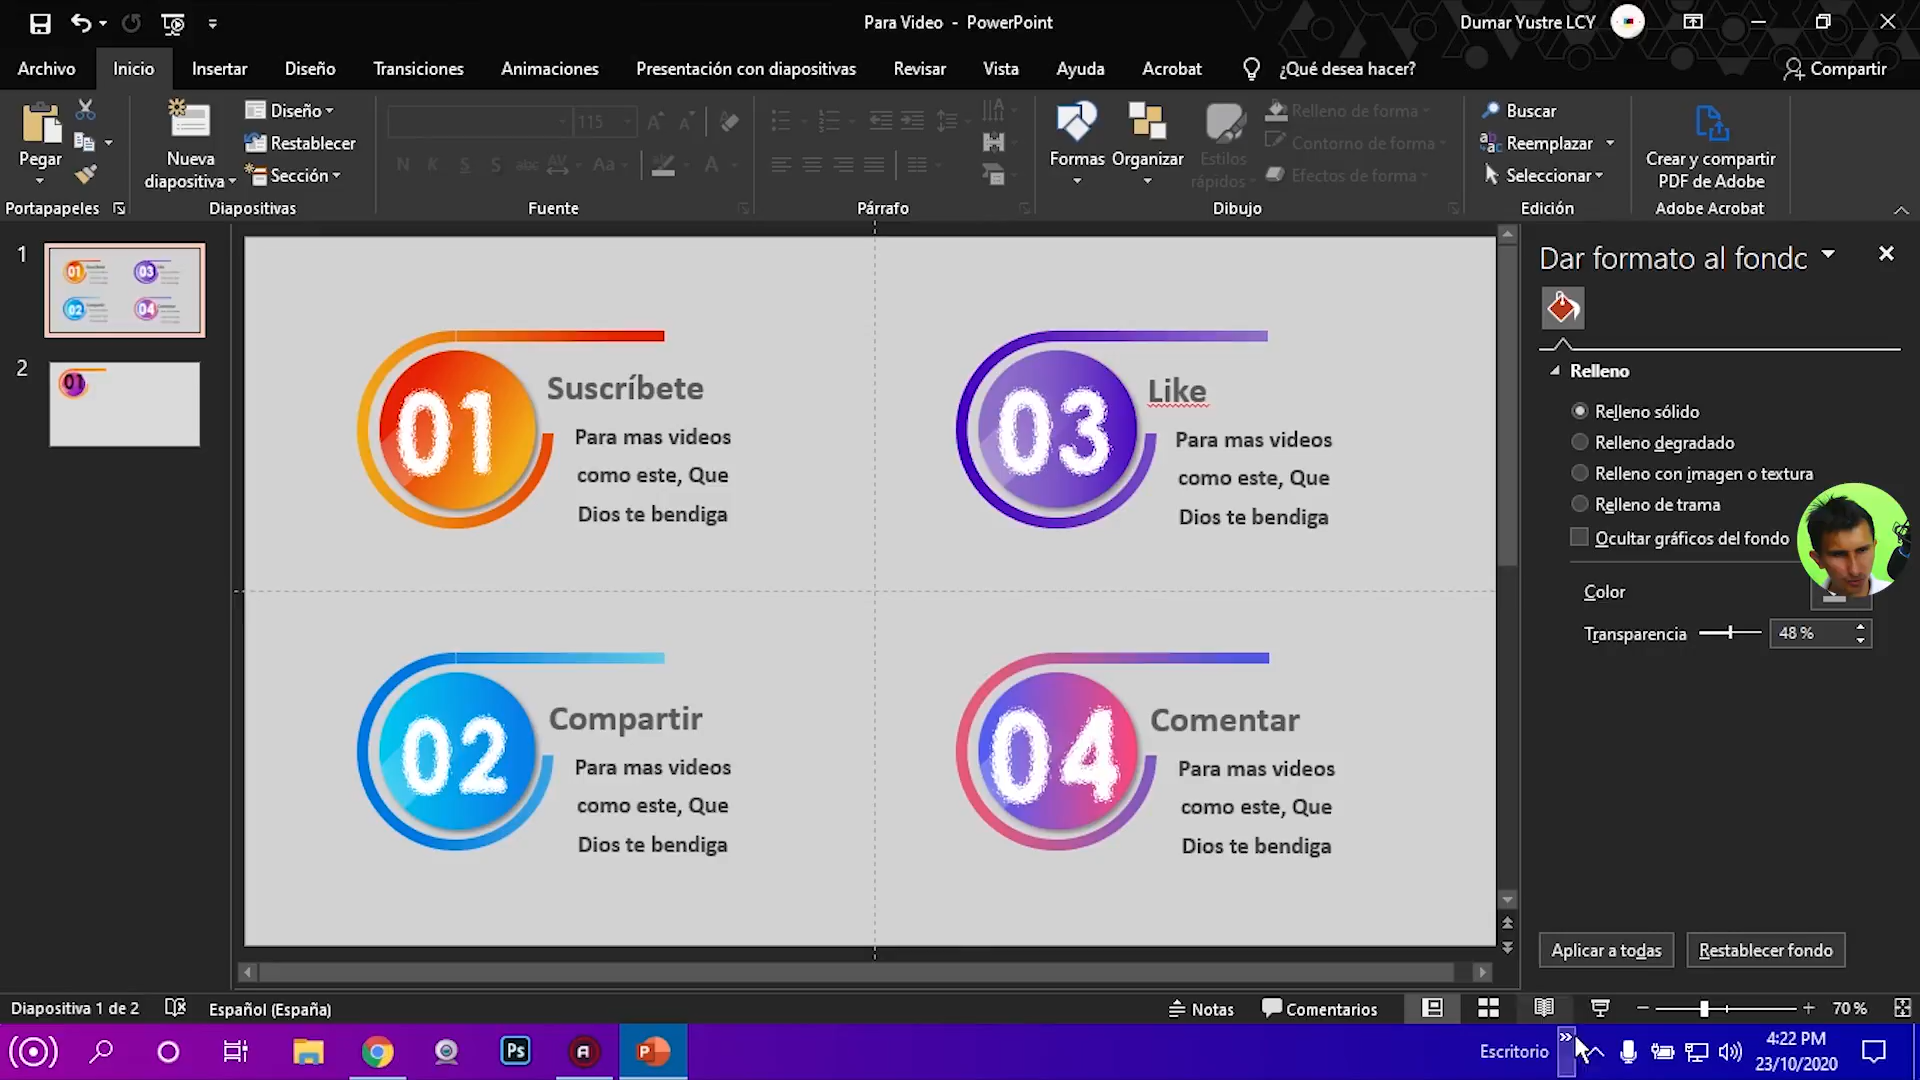 Para Video - PowerPoint
Dumar Yustre LCY
Archivo
Inicio
Insertar
Diseño
Transiciones
Animaciones
Presentación con diapositivas
Revisar
Vista
Ayuda
Acrobat
¿Qué desea hacer?
Compartir
Pegar
Nueva
diapositiva
Diseño
Restablecer
Sección
115
N K S S abc AV Aa A
Formas
Organizar
Estilos
rápidos
Relleno de forma
Contorno de forma
Efectos de forma
Buscar
Reemplazar
Seleccionar
Crear y compartir
PDF de Adobe
Portapapeles
Diapositivas
Fuente
Párrafo
Dibujo
Edición
Adobe Acrobat
1
2
01
Suscríbete
Para mas videos
como este, Que
Dios te bendiga
03
Like
Para mas videos
como este, Que
Dios te bendiga
02
Compartir
Para mas videos
como este, Que
Dios te bendiga
04
Comentar
Para mas videos
como este, Que
Dios te bendiga
Dar formato al fondo
Relleno
Relleno sólido
Relleno degradado
Relleno con imagen o textura
Relleno de trama
Ocultar gráficos del fondo
Color
Transparencia
48 %
Aplicar a todas
Restablecer fondo
Diapositiva 1 de 2
Español (España)
Notas
Comentarios
70 %
Ps
Escritorio
4:22 PM
23/10/2020